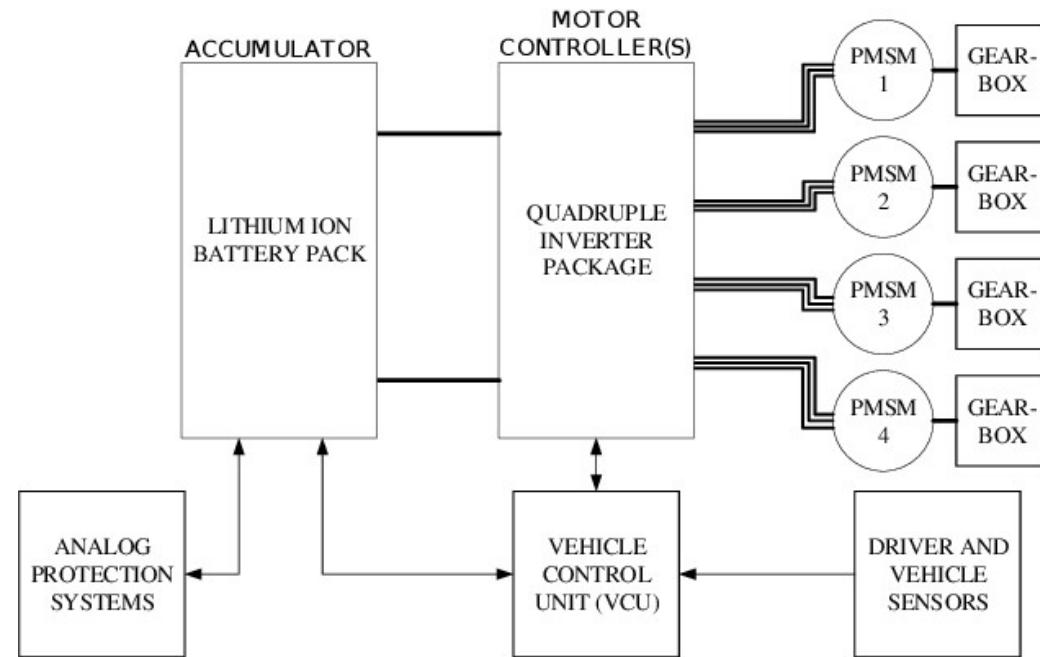 ACCUMULATOR
MOTOR
CONTROLLER(S)
LITHIUM ION
BATTERY PACK
QUADRUPLE
INVERTER
PACKAGE
PMSM
1
GEAR-
BOX
PMSM
2
GEAR-
BOX
PMSM
3
GEAR-
BOX
PMSM
4
GEAR-
BOX
ANALOG
PROTECTION
SYSTEMS
VEHICLE
CONTROL
UNIT (VCU)
DRIVER AND
VEHICLE
SENSORS